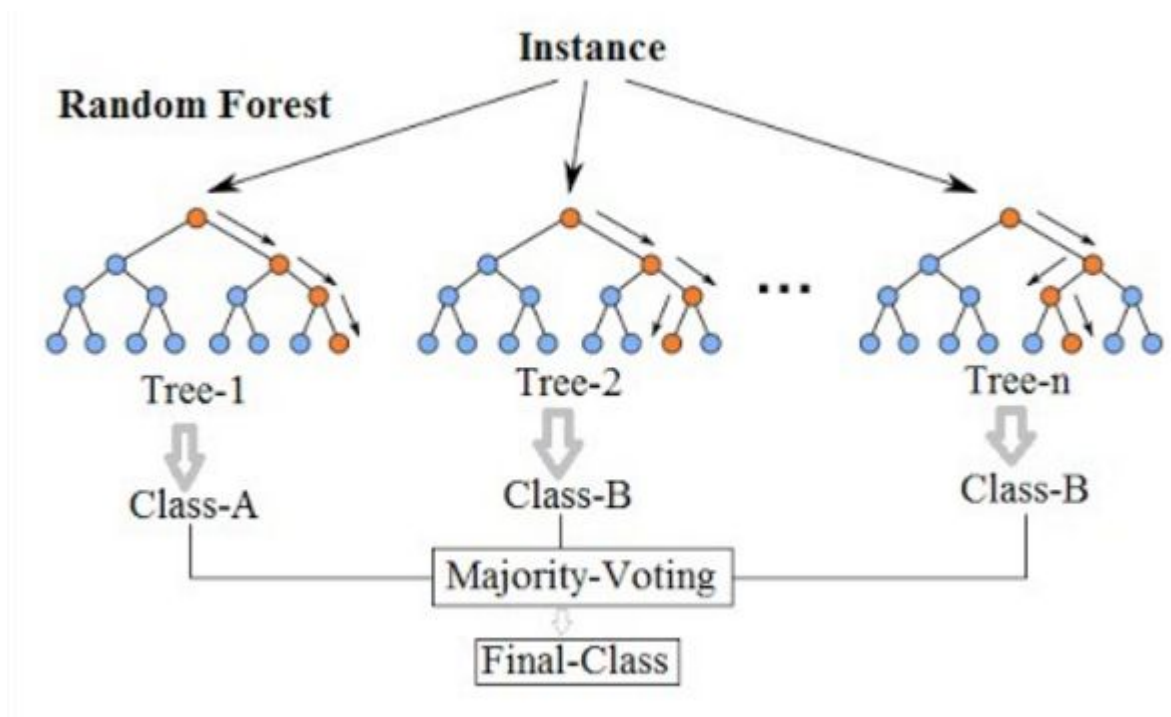 Instance
Random Forest
...
Tree-1
Tree-2
Tree-n
Class-A
Class-B
Class-B
Majority-Voting
Final-Class